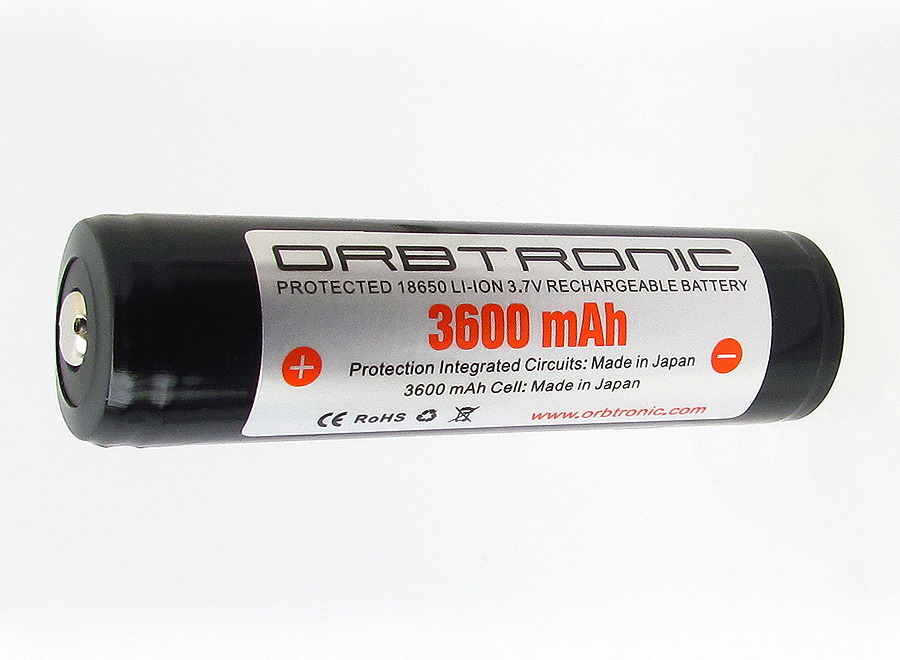 ORBTRONIC
PROTECTED 18650 LI-ION 3.7V RECHARGEABLE BATTERY
3600 mAh
+ Protection Integrated Circuits: Made in Japan -
3600 mAh Cell: Made in Japan
CE RoHS www.orbtronic.com